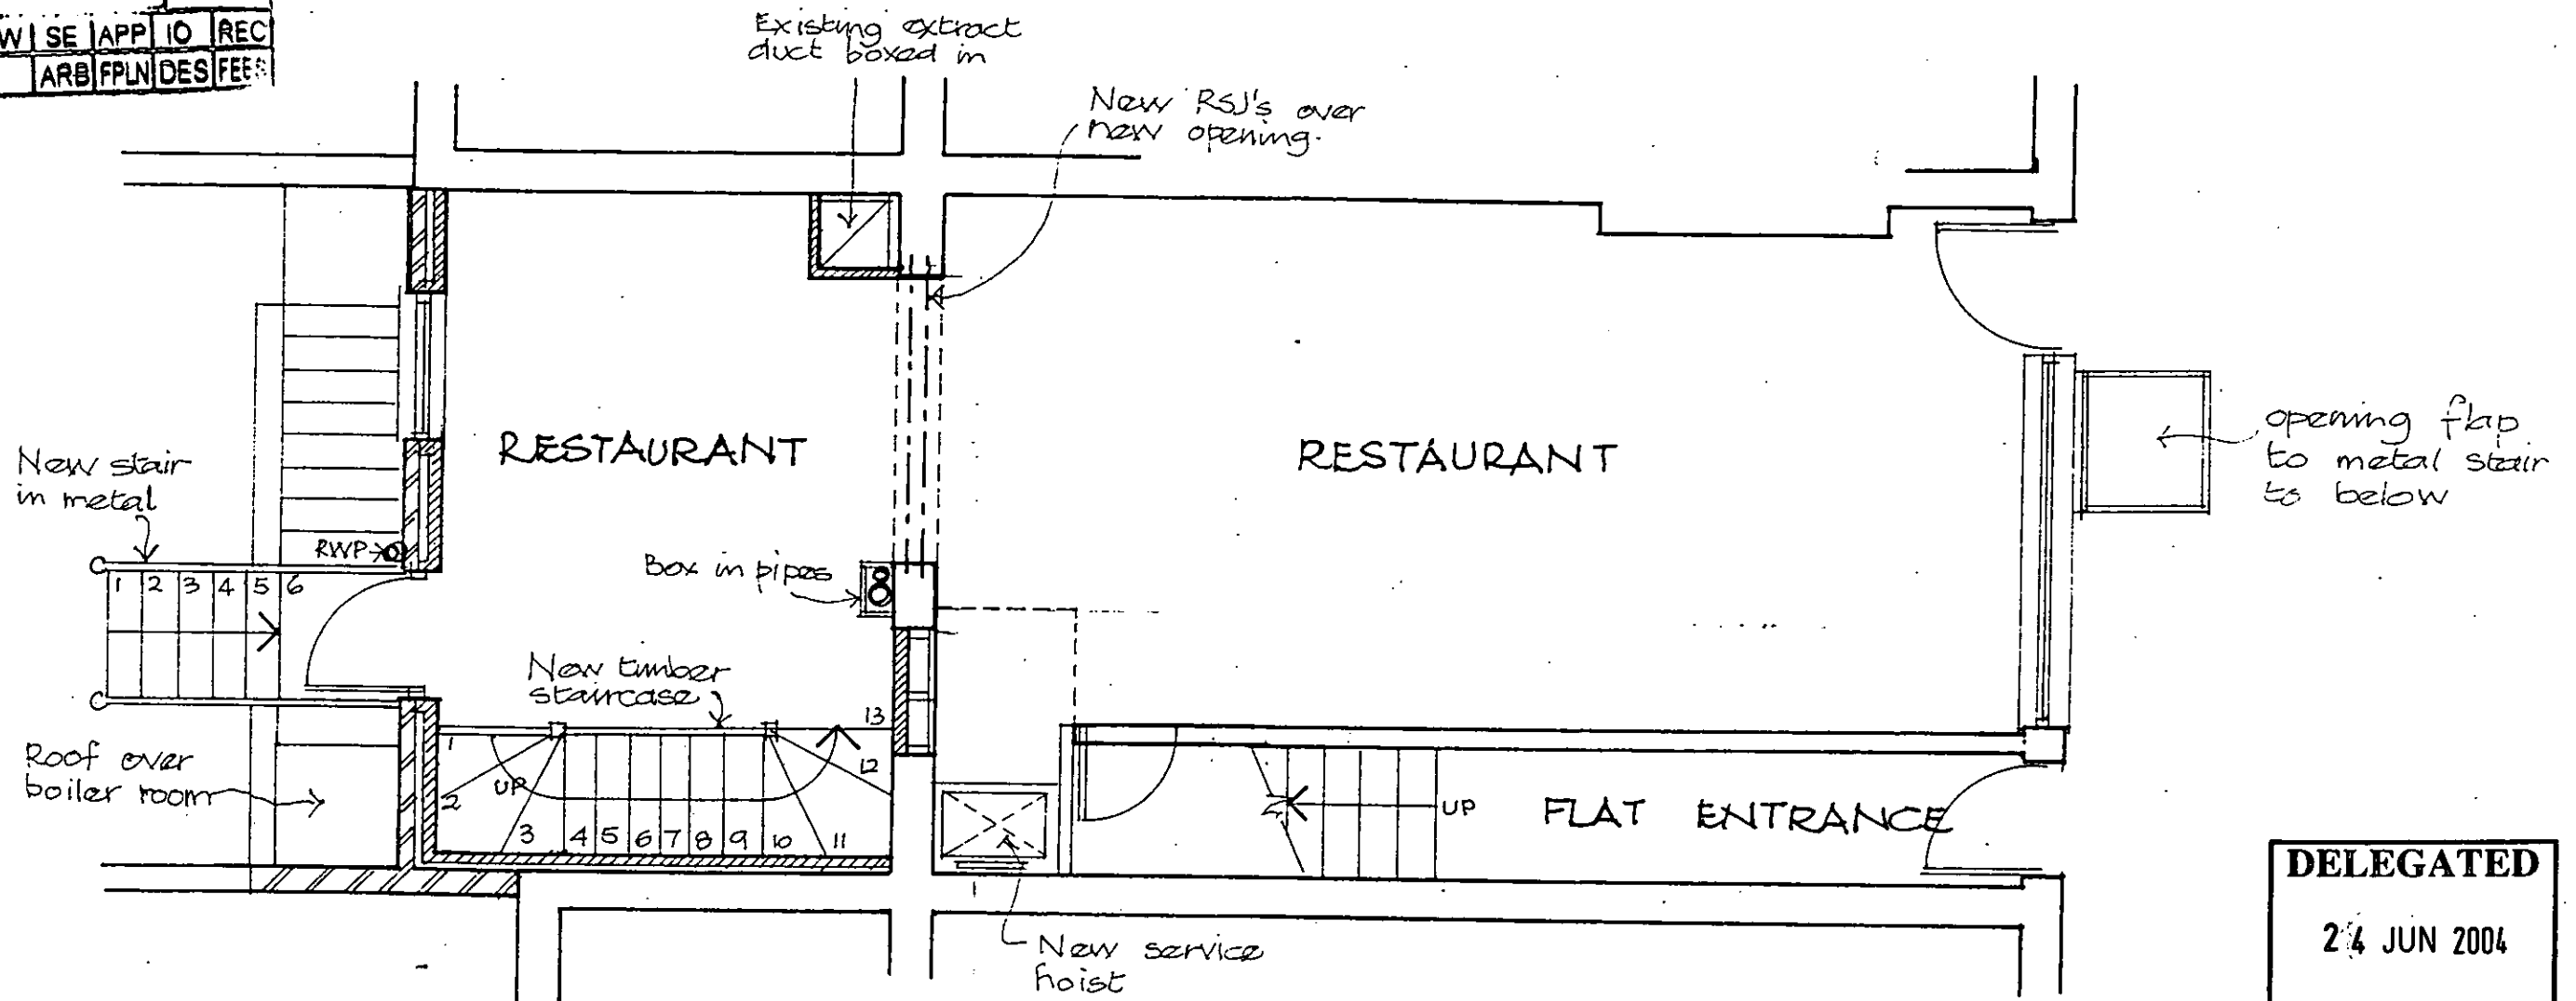 W SE APP IO REC
ARB FPLN DES FEES
Existing extract
duct boxed in
New RSJ's over
new opening.
RESTAURANT
RESTAURANT
opening flap
to metal stair
to below
New stair
in metal
RWP
1 2 3 4 5 6
Box in pipes
New timber
staircase
Roof over
boiler room
1
2
3 4 5 6 7 8 9 10 11
12
13
UP
UP
FLAT ENTRANCE
New service
hoist
DELEGATED
24 JUN 2004